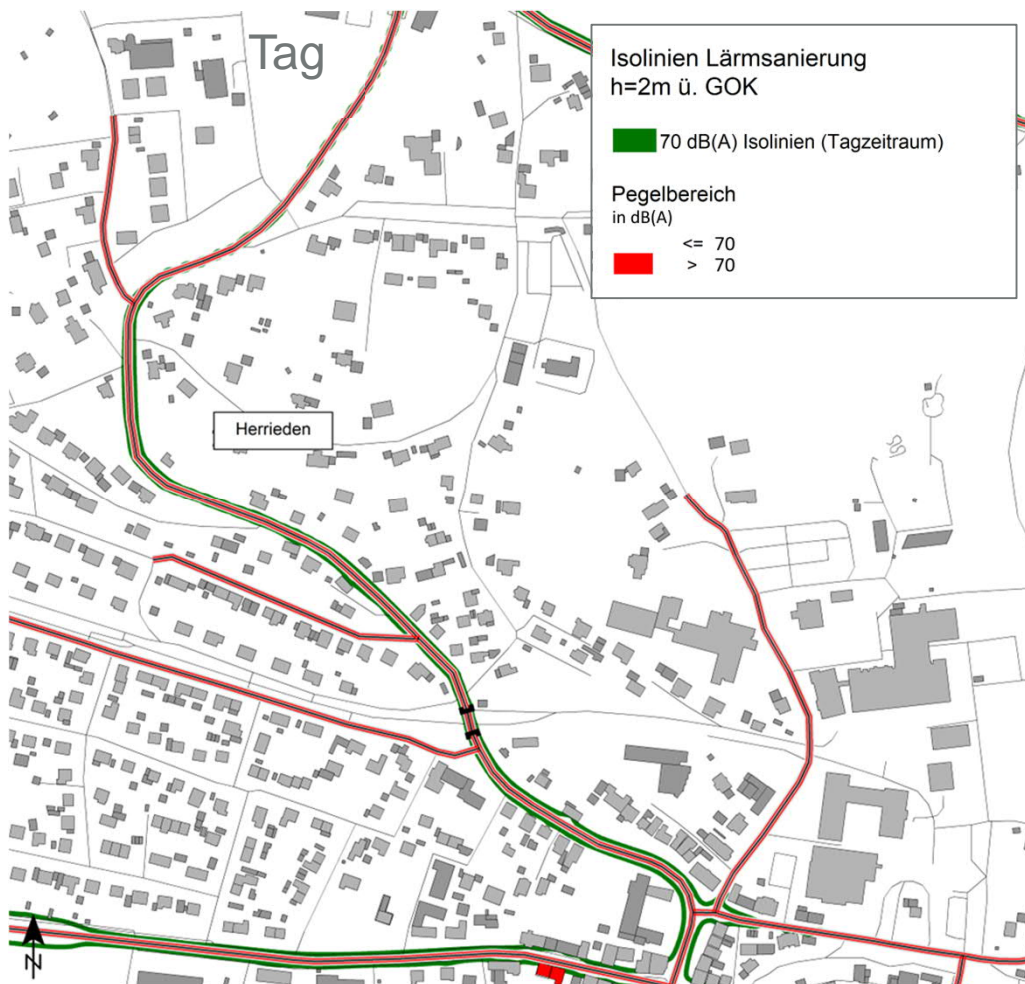 Tag
Isolinien Lärmsanierung
h=2m ü. GOK
70 dB(A) Isolinien (Tagzeitraum)
Pegelbereich
in dB(A)
<= 70
> 70
Herrieden
N